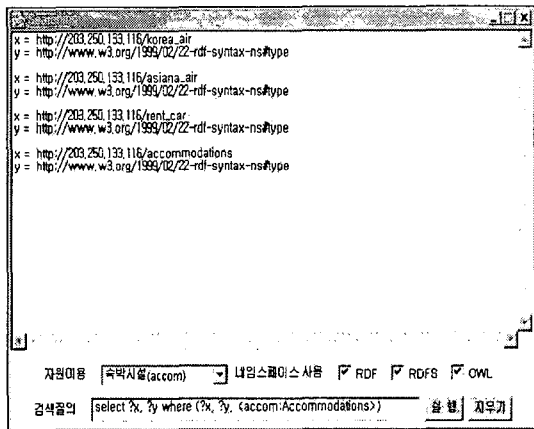 x = http://203.250.133.116/korea_air
y = http://www.w3.org/1999/02/22-rdf-syntax-ns#type
x = http://203.250.133.116/asiana_air
y = http://www.w3.org/1999/02/22-rdf-syntax-ns#type
x = http://203.250.133.116/rent_car
y = http://www.w3.org/1999/02/22-rdf-syntax-ns#type
x = http://203.250.133.116/accommodations
y = http://www.w3.org/1999/02/22-rdf-syntax-ns#type
자원이용 숙박시설(accom) 네임스페이스 사용 RDF RDFS OWL
검색질의 select ?x, ?y where (?x, ?y, <accom:Accommodations>) 실 행 지우기